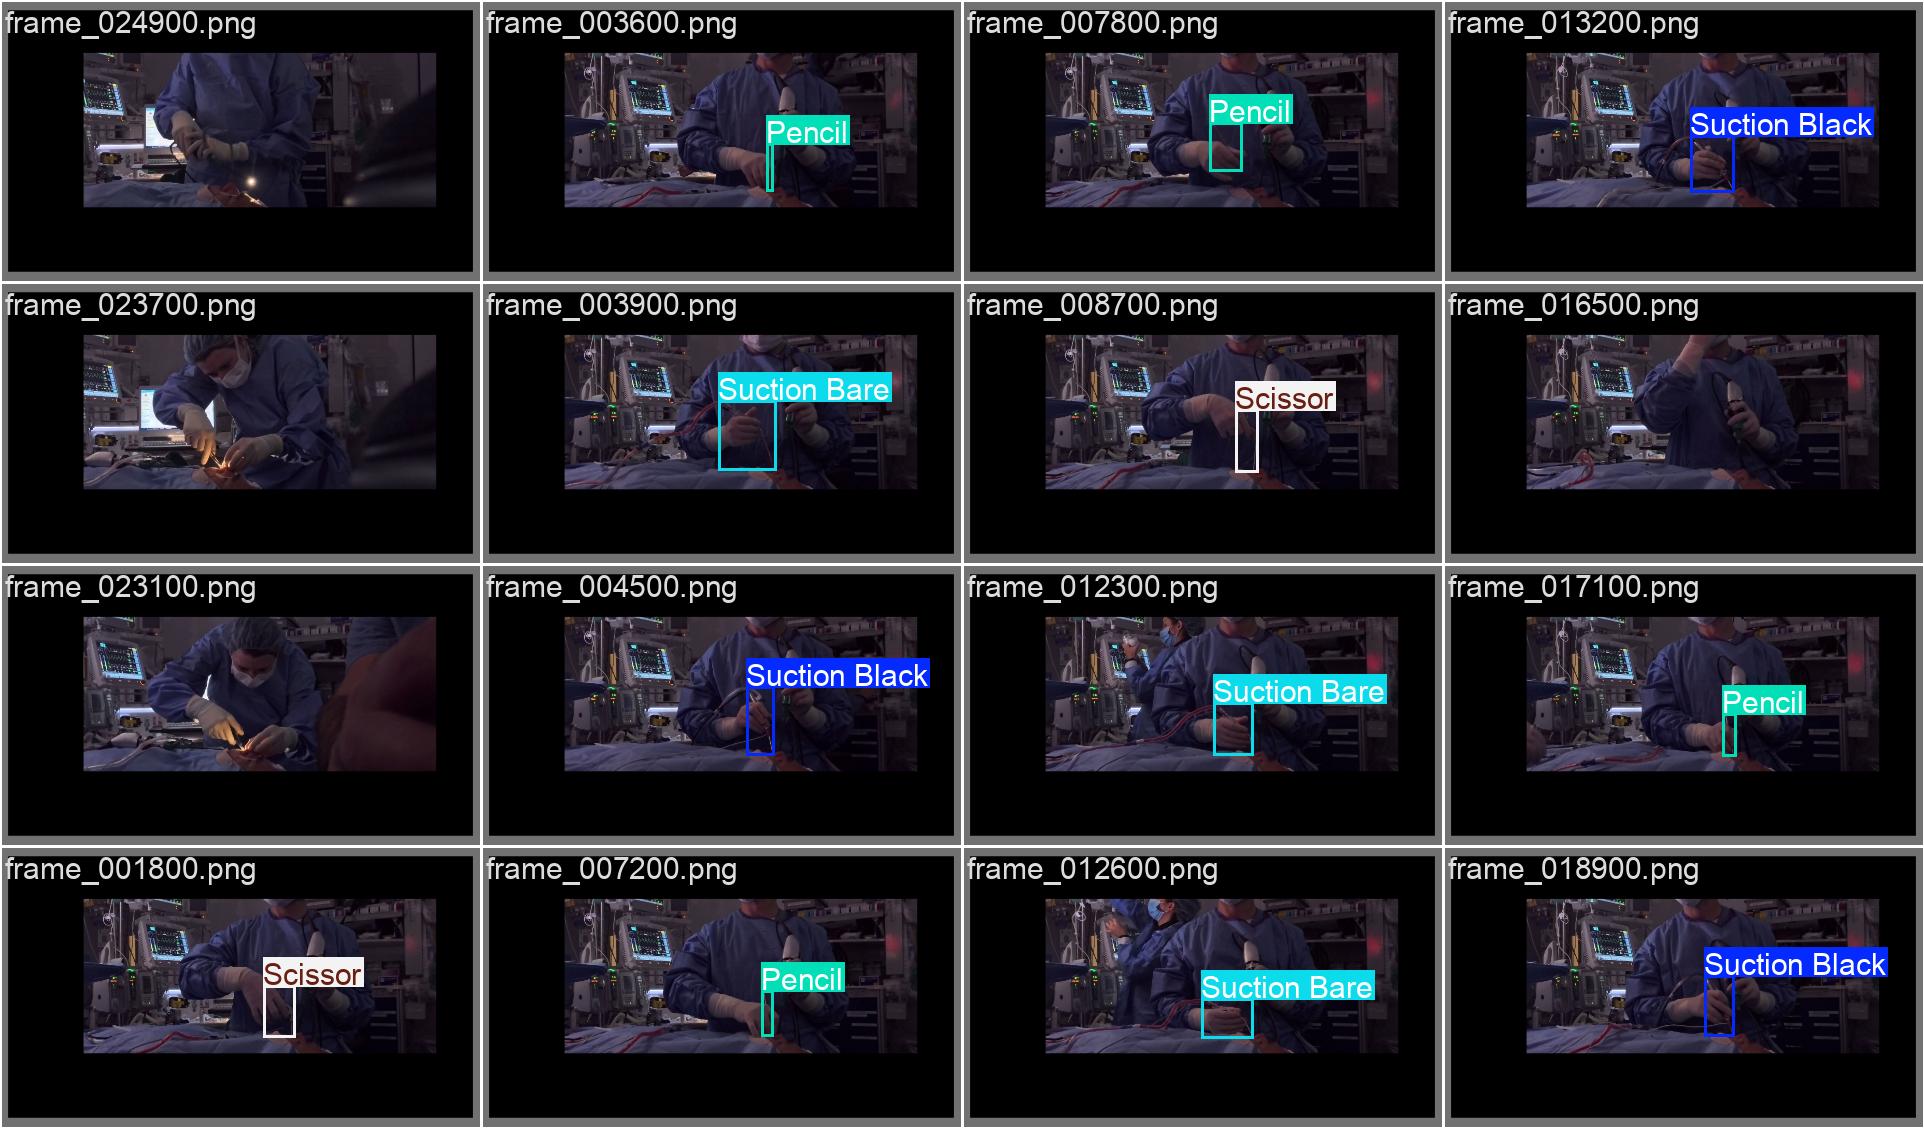 frame_024900.png
frame_003600.png
Pencil
frame_007800.png
Pencil
frame_013200.png
Suction Black
frame_023700.png
frame_003900.png
Suction Bare
frame_008700.png
Scissor
frame_016500.png
frame_023100.png
frame_004500.png
Suction Black
frame_012300.png
Suction Bare
frame_017100.png
Pencil
frame_001800.png
Scissor
frame_007200.png
Pencil
frame_012600.png
Suction Bare
frame_018900.png
Suction Black